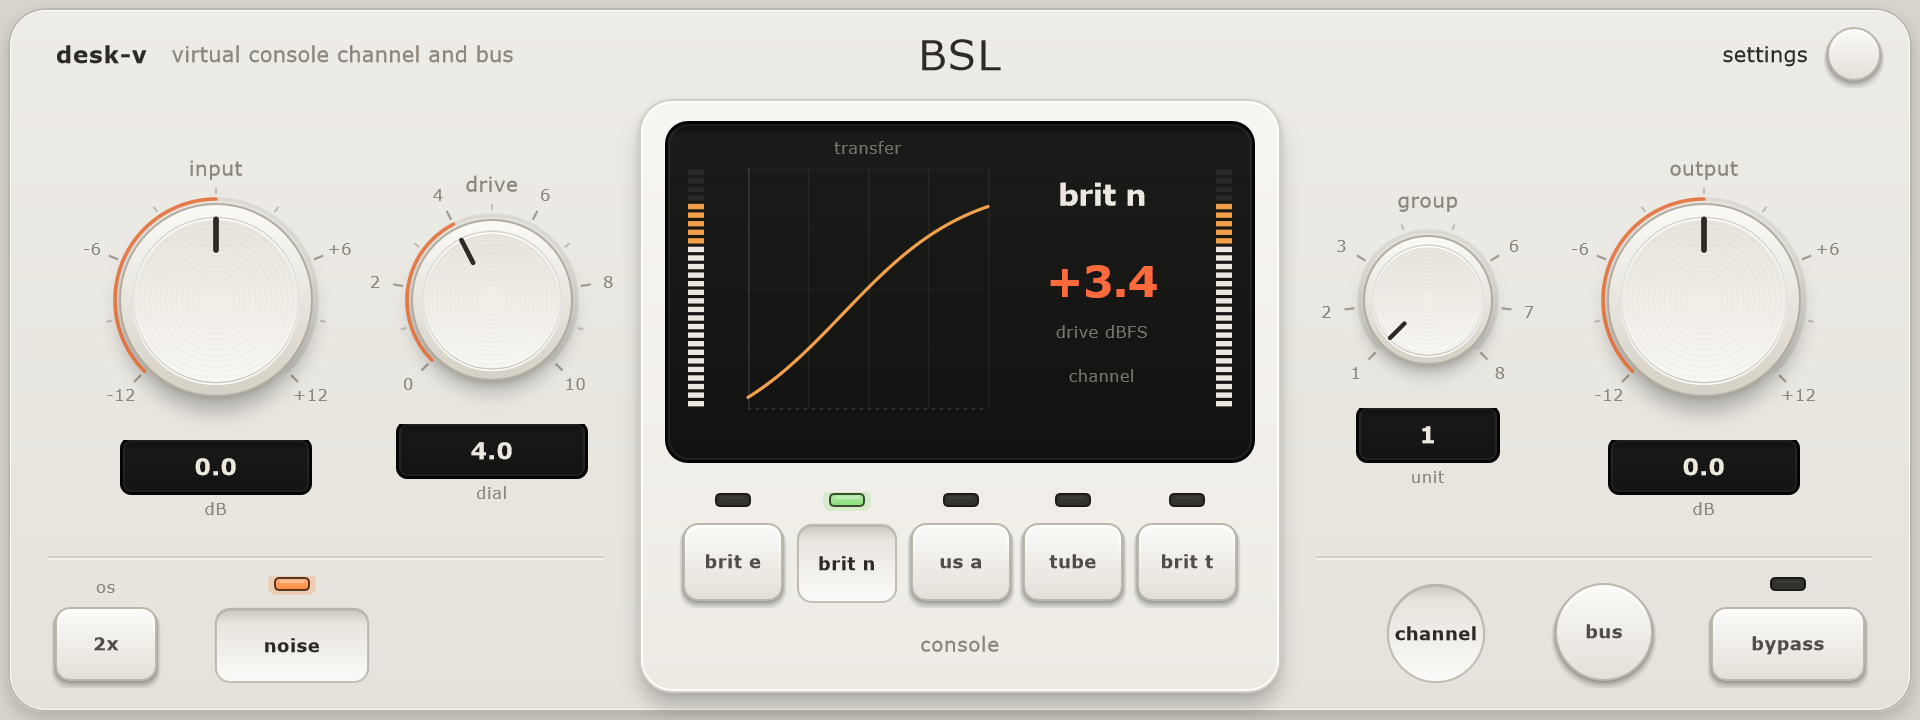 desk-v virtual console channel and bus
BSL
settings
input
-6
+6
-12
+12
0.0
dB
drive
4
6
2
8
0
10
4.0
dial
transfer
brit n
+3.4
drive dBFS
channel
brit e
brit n
us a
tube
brit t
console
group
3
6
2
7
1
8
1
unit
output
-6
+6
-12
+12
0.0
dB
os
2x
noise
channel
bus
bypass